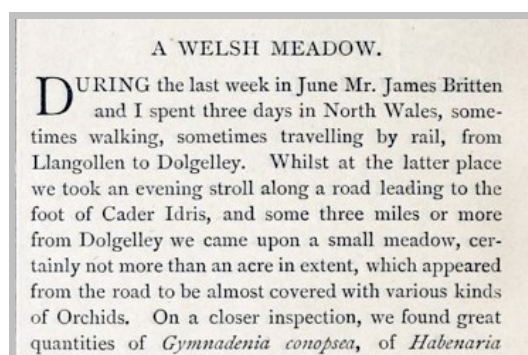 A WELSH MEADOW.
DURING the last week in June Mr. James Britten
and I spent three days in North Wales, some-
times walking, sometimes travelling by rail, from
Llangollen to Dolgelley. Whilst at the latter place
we took an evening stroll along a road leading to the
foot of Cader Idris, and some three miles or more
from Dolgelley we came upon a small meadow, cer-
tainly not more than an acre in extent, which appeared
from the road to be almost covered with various kinds
of Orchids. On a closer inspection, we found great
quantities of Gymnadenia conopsea, of Habenaria